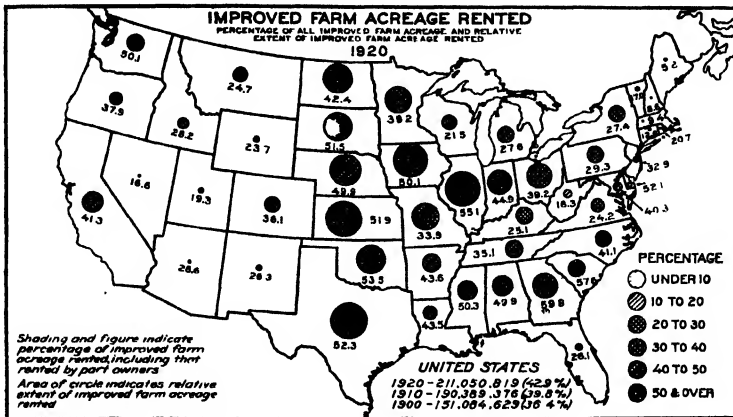 IMPROVED FARM ACREAGE RENTED
PERCENTAGE OF ALL IMPROVED FARM ACREAGE AND RELATIVE
EXTENT OF IMPROVED FARM ACREAGE RENTED
1920
50.1
24.7
42.4
39.2
5.2
37.9
28.2
23.7
51.5
21.5
27.8
27.4
20.7
16.6
19.3
36.1
49.9
50.1
55.1
44.9
39.2
29.3
32.9
52.1
40.3
41.3
51.9
33.9
25.1
18.3
24.2
28.6
26.3
53.5
43.6
35.1
41.1
57.6
52.3
43.5
50.3
49.9
59.8
26.1
PERCENTAGE
UNDER 10
10 TO 20
20 TO 30
30 TO 40
40 TO 50
50 & OVER
Shading and figure indicate
percentage of improved farm
acreage rented, including that
rented by part owners
Area of circle indicates relative
extent of improved farm acreage
rented
UNITED STATES
1920-211,050,819 (42.9%)
1910-190,389,376 (39.8%)
1900-151,084,629 (36.4%)